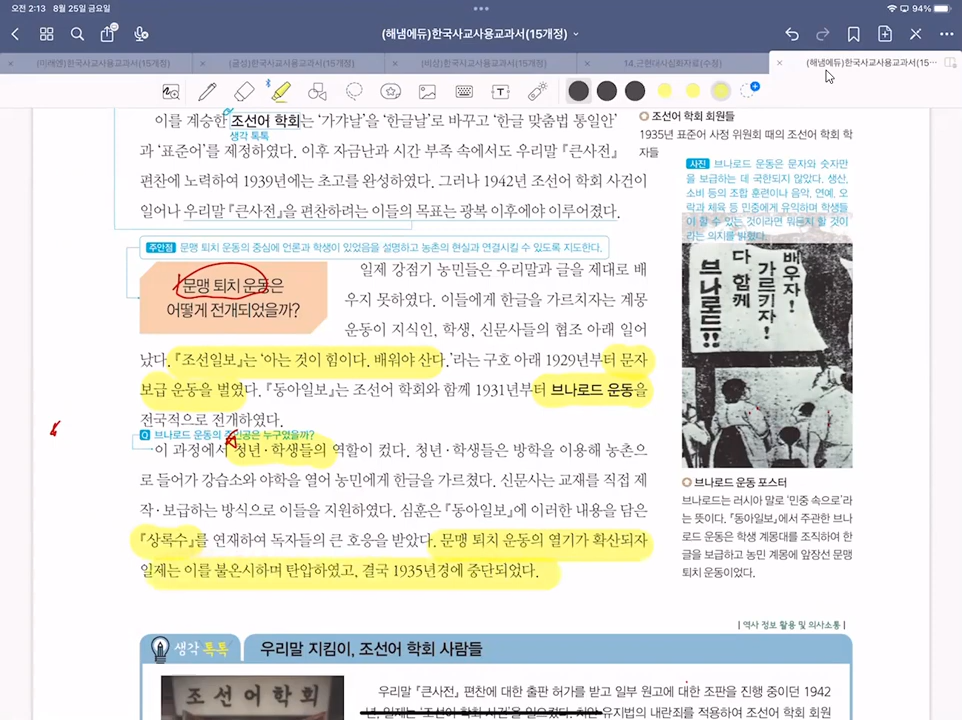 오전 2:13 8월 25일 금요일
94%
(해냄에듀)한국사교사용교과서(15개정)
(미래엔)한국사교사용교과서(15개정)
(금성)한국사교사용교과서(15개정)
(비상)한국사교사용교과서(15개정)
14.근현대사심화자료(수정)
(해냄에듀)한국사교사용교과서(15…
이를 계승한 조선어 학회는 '가갸날'을 '한글날'로 바꾸고 '한글 맞춤법 통일안'
생각 톡톡
과 '표준어'를 제정하였다. 이후 자금난과 시간 부족 속에서도 우리말 『큰사전』
편찬에 노력하여 1939년에는 초고를 완성하였다. 그러나 1942년 조선어 학회 사건이
일어나 우리말 『큰사전』을 편찬하려는 이들의 목표는 광복 이후에야 이루어졌다.
주안점 문맹 퇴치 운동의 중심에 언론과 학생이 있었음을 설명하고 농촌의 현실과 연결시킬 수 있도록 지도한다.
문맹 퇴치 운동은
어떻게 전개되었을까?
일제 강점기 농민들은 우리말과 글을 제대로 배
우지 못하였다. 이들에게 한글을 가르치자는 계몽
운동이 지식인, 학생, 신문사들의 협조 아래 일어
났다. 『조선일보』는 '아는 것이 힘이다. 배워야 산다.'라는 구호 아래 1929년부터 문자
보급 운동을 벌였다. 『동아일보』는 조선어 학회와 함께 1931년부터 브나로드 운동을
전국적으로 전개하였다.
Q 브나로드 운동의 주인공은 누구였을까?
이 과정에서 청년·학생들의 역할이 컸다. 청년·학생들은 방학을 이용해 농촌으
로 들어가 강습소와 야학을 열어 농민에게 한글을 가르쳤다. 신문사는 교재를 직접 제
작·보급하는 방식으로 이들을 지원하였다. 심훈은 『동아일보』에 이러한 내용을 담은
『상록수』를 연재하여 독자들의 큰 호응을 받았다. 문맹 퇴치 운동의 열기가 확산되자
일제는 이를 불온시하며 탄압하였고, 결국 1935년경에 중단되었다.
조선어 학회 회원들
1935년 표준어 사정 위원회 때의 조선어 학회 학
자들
사진 브나로드 운동은 문자와 숫자만
을 보급하는 데 국한되지 않았다. 생산,
소비 등의 조합 훈련이나 음악, 연예, 오
락과 체육 등 민중에게 유익하며 학생들
이 할 수 있는 것이라면 뭐든지 할 것이
라는 의지를 밝혔다.
배우자!
가르키자!
다 함께
브나로드!!
브나로드 운동 포스터
브나로드는 러시아 말로 '민중 속으로'라
는 뜻이다. 『동아일보』에서 주관한 브나
로드 운동은 학생 계몽대를 조직하여 한
글을 보급하고 농민 계몽에 앞장선 문맹
퇴치 운동이었다.
| 역사 정보 활용 및 의사소통 |
생각 톡톡
우리말 지킴이, 조선어 학회 사람들
조선어학회
우리말 『큰사전』 편찬에 대한 출판 허가를 받고 일부 원고에 대한 조판을 진행 중이던 1942
년, 일제는 '조선어 학회 사건'을 일으켰다. 치안 유지법의 내란죄를 적용하여 조선어 학회 회원